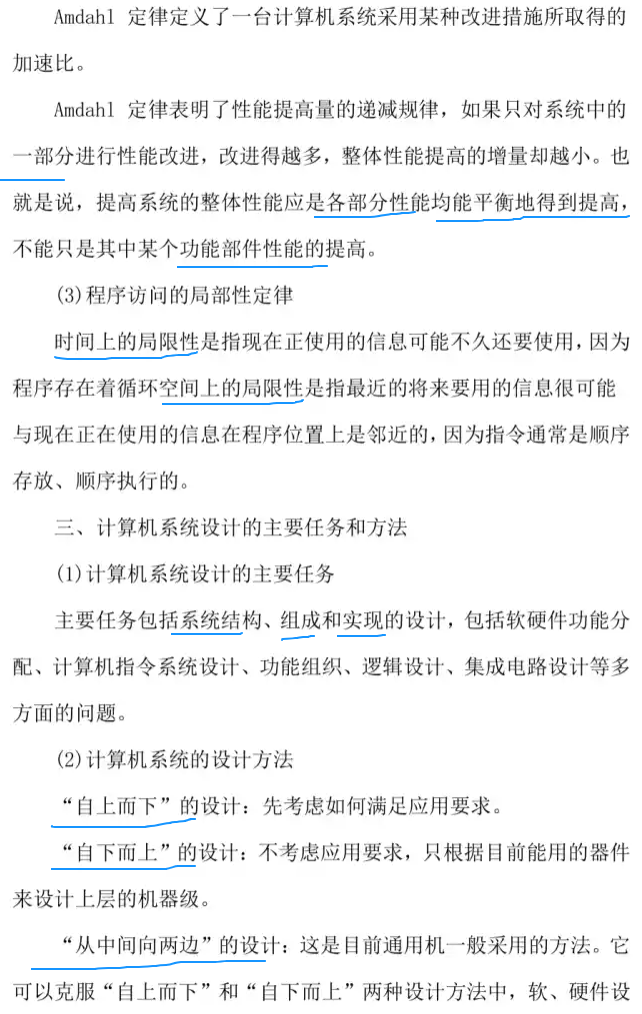 Amdahl 定律定义了一台计算机系统采用某种改进措施所取得的
加速比。
Amdahl 定律表明了性能提高量的递减规律，如果只对系统中的
一部分进行性能改进，改进得越多，整体性能提高的增量却越小。也
就是说，提高系统的整体性能应是各部分性能均能平衡地得到提高，
不能只是其中某个功能部件性能的提高。
(3)程序访问的局部性定律
时间上的局限性是指现在正使用的信息可能不久还要使用,因为
程序存在着循环空间上的局限性是指最近的将来要用的信息很可能
与现在正在使用的信息在程序位置上是邻近的,因为指令通常是顺序
存放、顺序执行的。
三、计算机系统设计的主要任务和方法
(1)计算机系统设计的主要任务
主要任务包括系统结构、组成和实现的设计，包括软硬件功能分
配、计算机指令系统设计、功能组织、逻辑设计、集成电路设计等多
方面的问题。
(2)计算机系统的设计方法
“自上而下”的设计：先考虑如何满足应用要求。
“自下而上”的设计：不考虑应用要求，只根据目前能用的器件
来设计上层的机器级。
“从中间向两边”的设计：这是目前通用机一般采用的方法。它
可以克服“自上而下”和“自下而上”两种设计方法中，软、硬件设